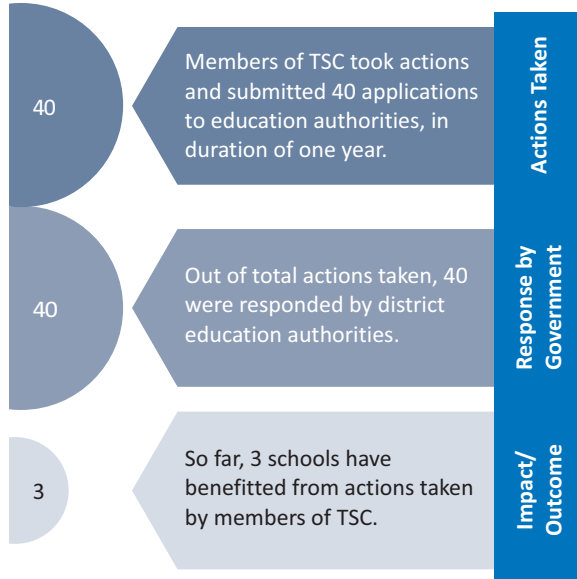 40
Members of TSC took actions
and submitted 40 applications
to education authorities, in
duration of one year.
Actions Taken
40
Out of total actions taken, 40
were responded by district
education authorities.
Response by
Government
3
So far, 3 schools have
benefitted from actions taken
by members of TSC.
Impact/
Outcome